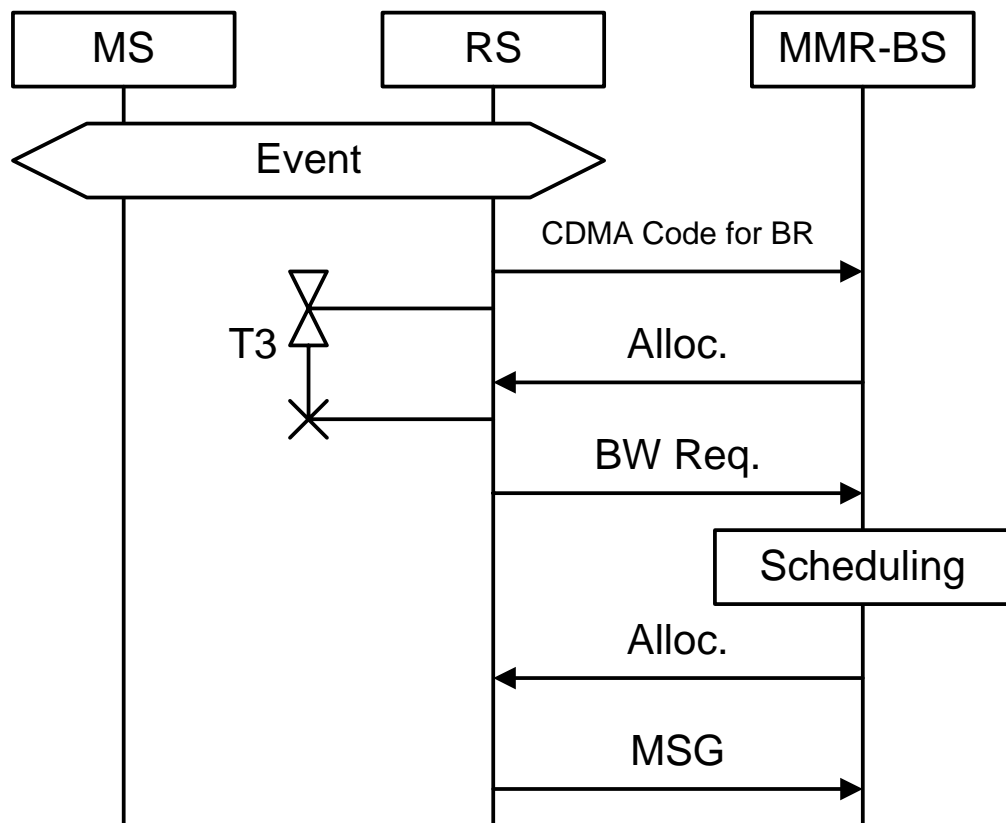 MS
RS
MMR-BS
Event
CDMA Code for BR
T3
Alloc.
BW Req.
Scheduling
Alloc.
MSG